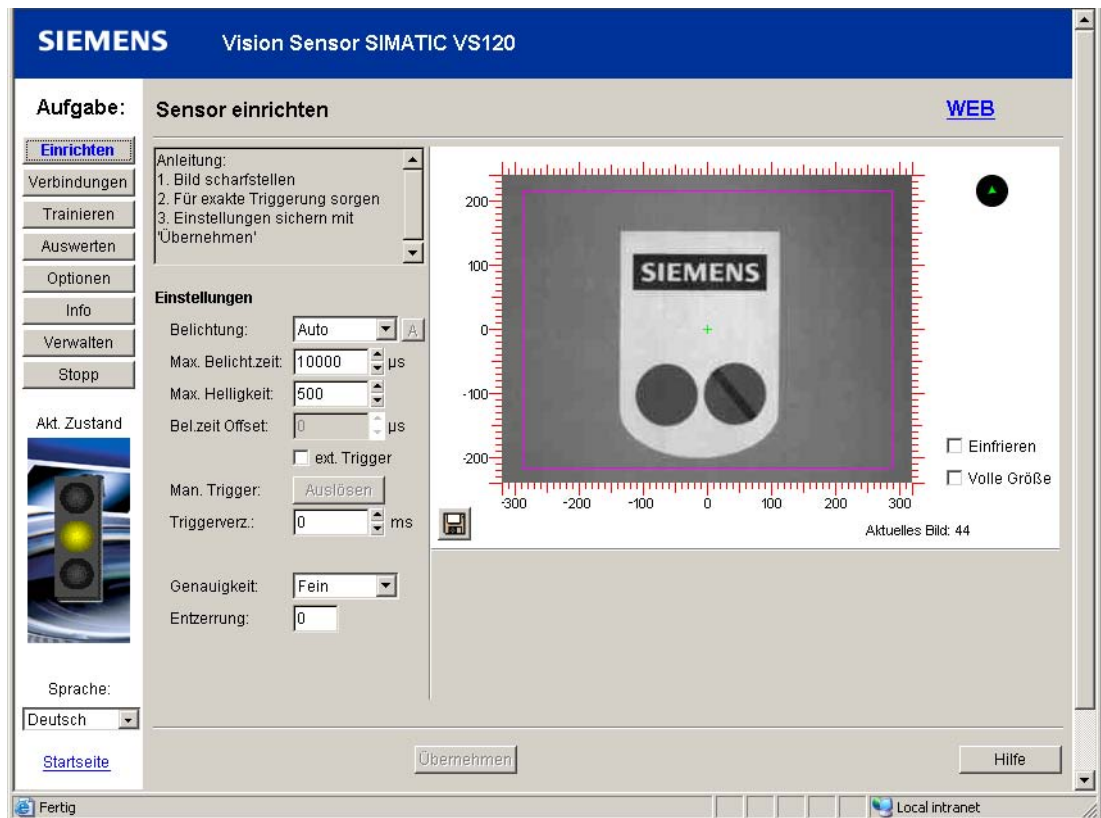 SIEMENS Vision Sensor SIMATIC VS120
Aufgabe:
Sensor einrichten
WEB
Einrichten
Verbindungen
Trainieren
Auswerten
Optionen
Info
Verwalten
Stopp
Akt. Zustand
Sprache:
Deutsch
Startseite
Anleitung:
1. Bild scharfstellen
2. Für exakte Triggerung sorgen
3. Einstellungen sichern mit
'Übernehmen'
Einstellungen
Belichtung: Auto A
Max. Belicht.zeit: 10000 µs
Max. Helligkeit: 500
Bel.zeit Offset: 0 µs
ext. Trigger
Man. Trigger: Auslösen
Triggerverz.: 0 ms
Genauigkeit: Fein
Entzerrung: 0
200
100
0
-100
-200
SIEMENS
-300 -200 -100 0 100 200 300
Einfrieren
Volle Größe
Aktuelles Bild: 44
Übernehmen
Hilfe
Fertig
Local intranet